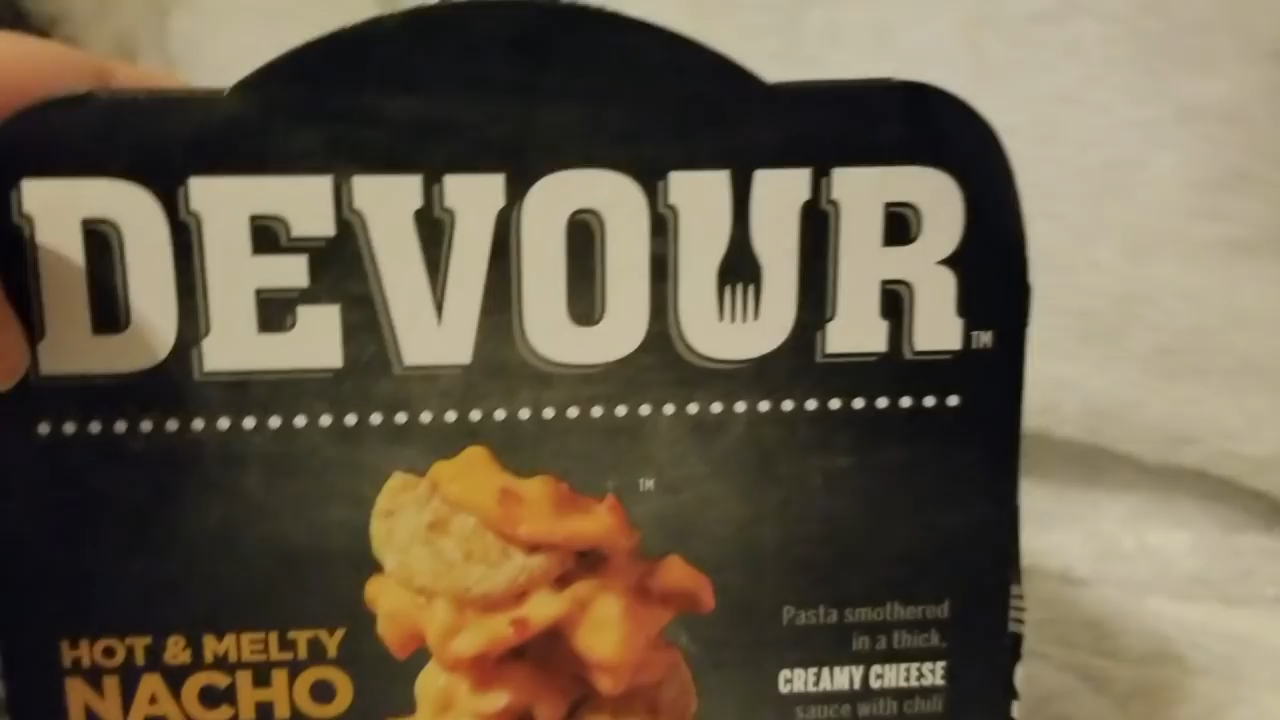 DEVOUR™
TM
HOT & MELTY
NACHO
Pasta smothered
in a thick,
CREAMY CHEESE
sauce with chili